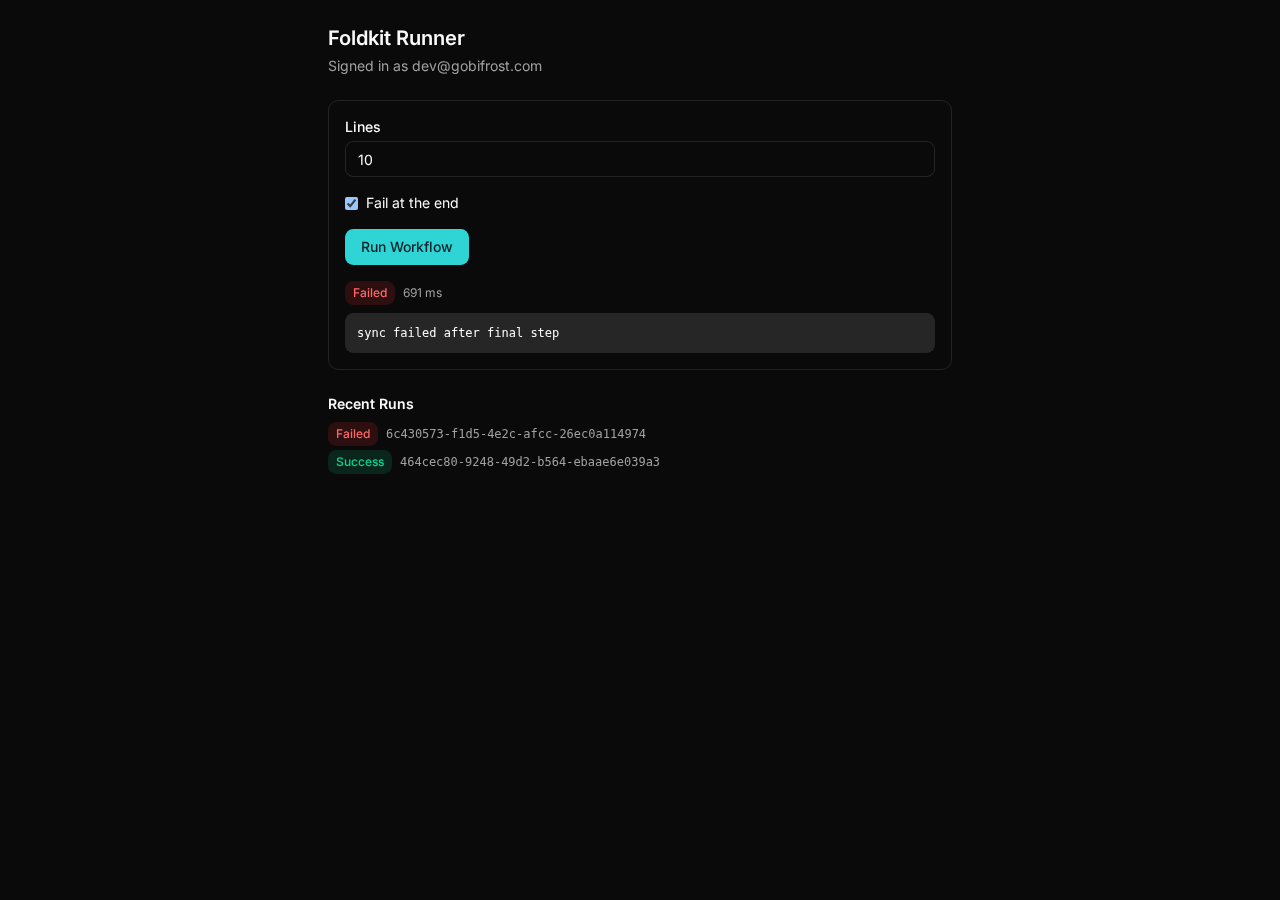 Foldkit Runner
Signed in as dev@gobifrost.com
Lines
10
Fail at the end
Run Workflow
Failed 691 ms
sync failed after final step
Recent Runs
Failed 6c430573-f1d5-4e2c-afcc-26ec0a114974
Success 464cec80-9248-49d2-b564-ebaae6e039a3